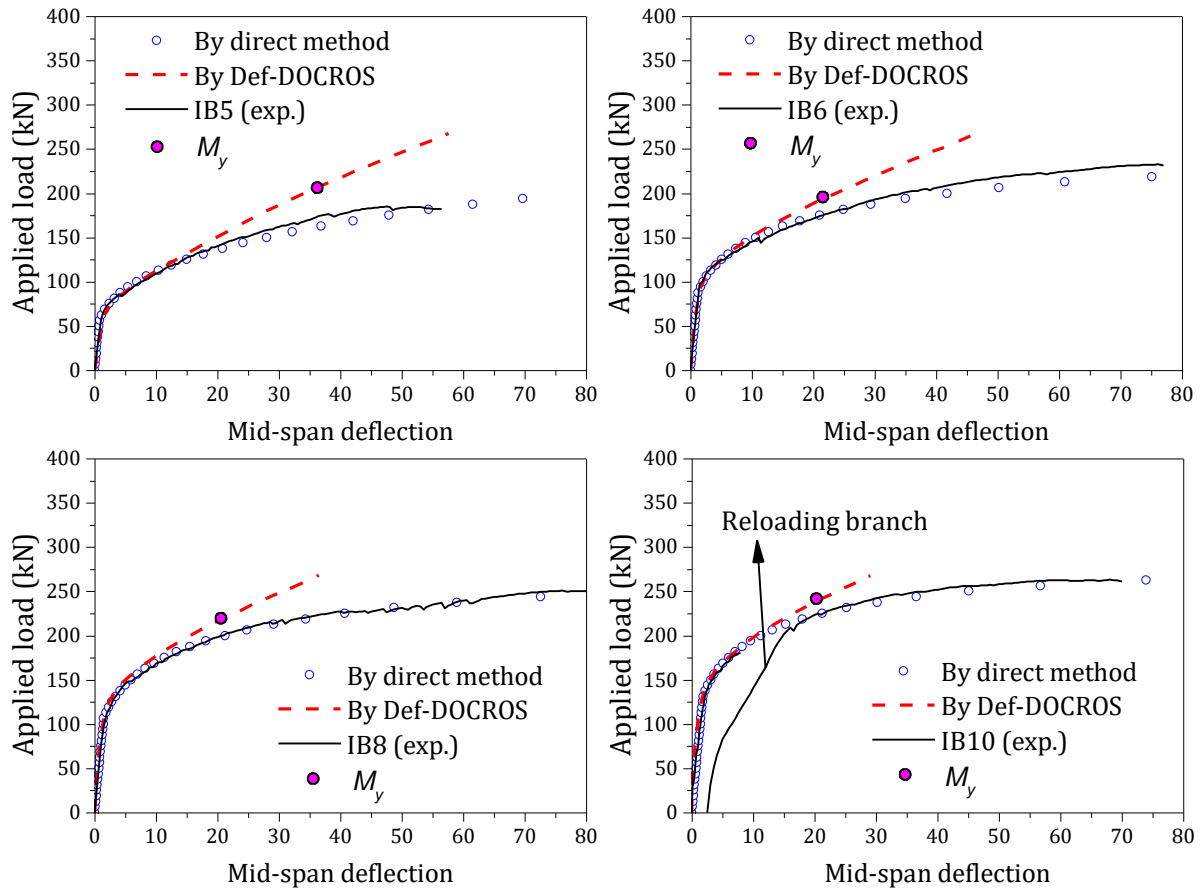 400
350
300
250
200
150
100
50
0
Applied load (kN)
By direct method
By Def-DOCROS
IB5 (exp.)
My
0 10 20 30 40 50 60 70 80
Mid-span deflection
400
350
300
250
200
150
100
50
0
Applied load (kN)
By direct method
By Def-DOCROS
IB6 (exp.)
My
0 10 20 30 40 50 60 70 80
Mid-span deflection
400
350
300
250
200
150
100
50
0
Applied load (kN)
By direct method
By Def-DOCROS
IB8 (exp.)
My
0 10 20 30 40 50 60 70 80
Mid-span deflection
400
350
300
250
200
150
100
50
0
Applied load (kN)
Reloading branch
By direct method
By Def-DOCROS
IB10 (exp.)
My
0 10 20 30 40 50 60 70 80
Mid-span deflection